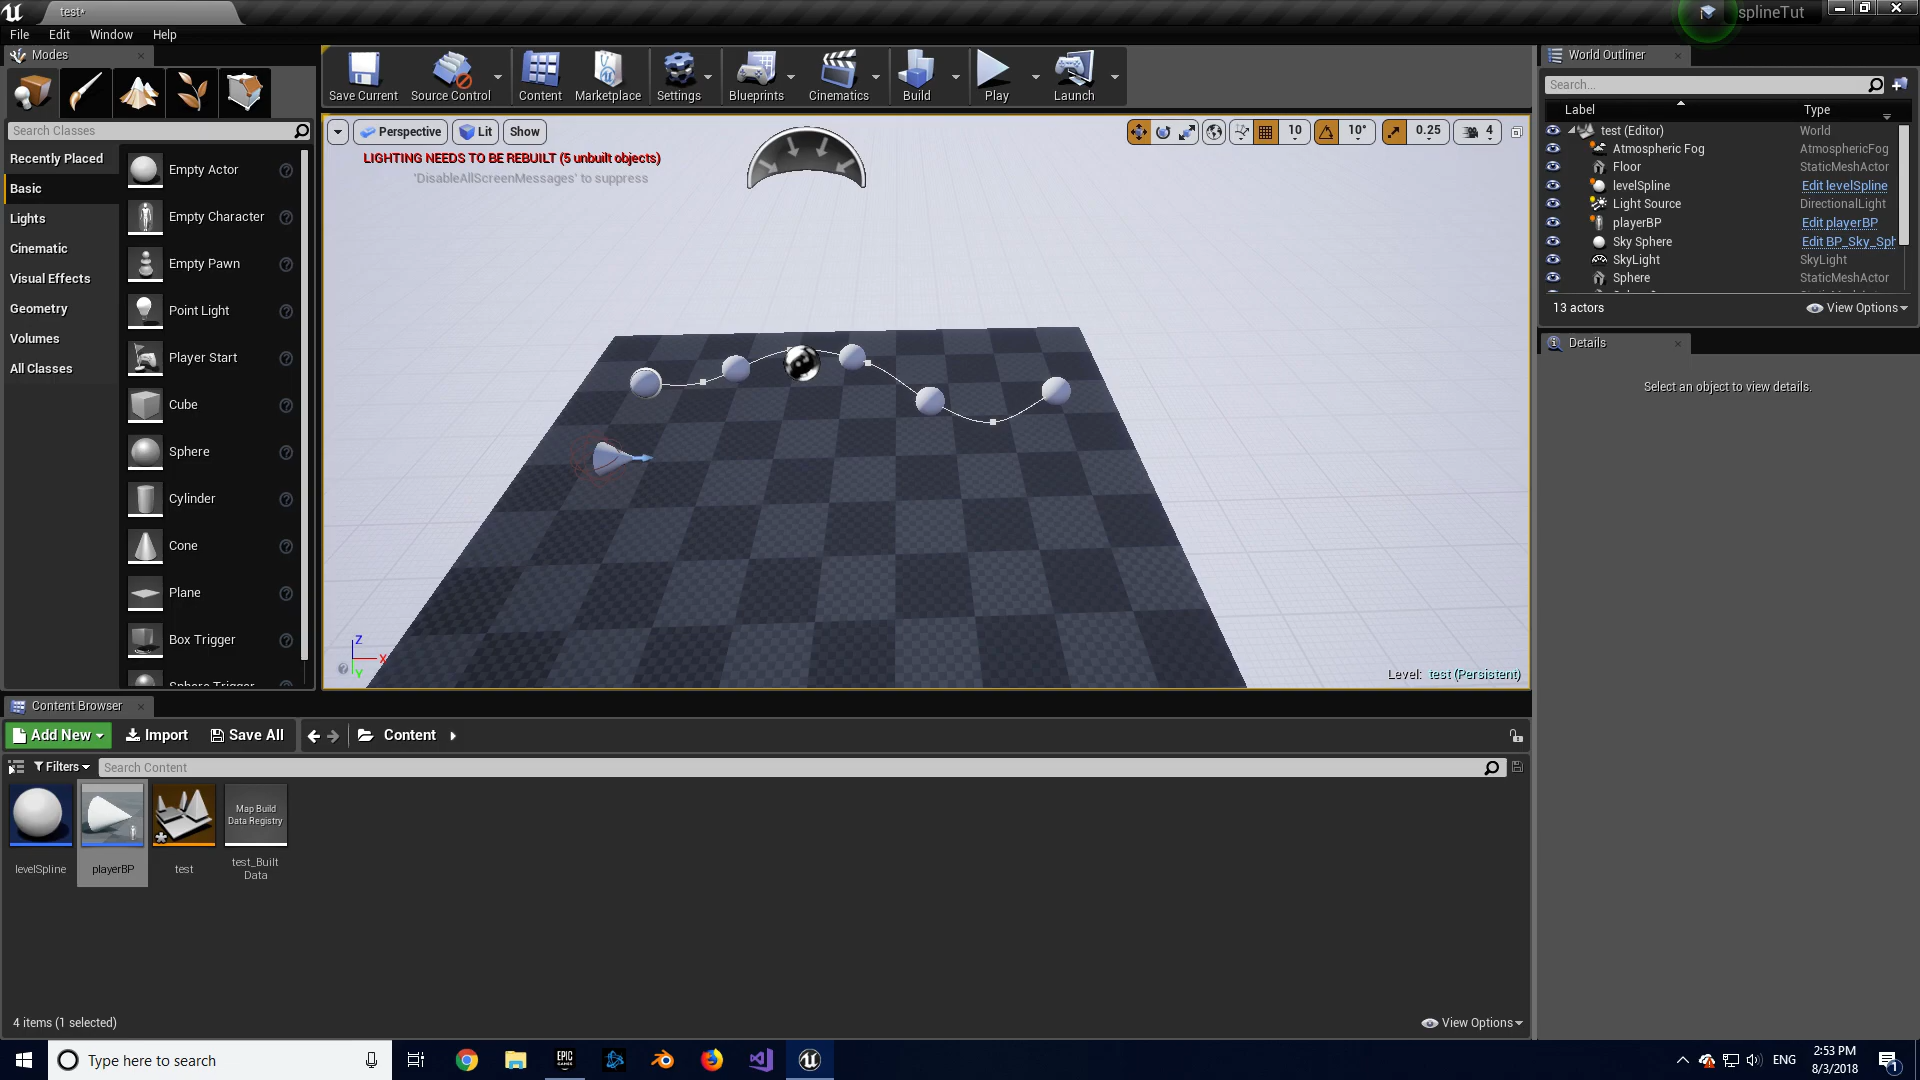 test*
splineTut
File Edit Window Help
Modes
Search Classes
Recently Placed
Basic
Lights
Cinematic
Visual Effects
Geometry
Volumes
All Classes
Empty Actor
Empty Character
Empty Pawn
Point Light
Player Start
Cube
Sphere
Cylinder
Cone
Plane
Box Trigger
Sphere Trigger
Save Current Source Control Content Marketplace Settings Blueprints Cinematics Build Play Launch
Perspective Lit Show
10 10° 0.25 4
LIGHTING NEEDS TO BE REBUILT (5 unbuilt objects)
'DisableAllScreenMessages' to suppress
Z
X
Y
Level: test (Persistent)
World Outliner
Search...
Label Type
test (Editor) World
Atmospheric Fog AtmosphericFog
Floor StaticMeshActor
levelSpline Edit levelSpline
Light Source DirectionalLight
playerBP Edit playerBP
Sky Sphere Edit BP_Sky_Sph
SkyLight SkyLight
Sphere StaticMeshActor
13 actors View Options
Details
Select an object to view details.
Content Browser
Add New Import Save All Content
Filters Search Content
Map Build
Data Registry
levelSpline playerBP test test_Built
Data
4 items (1 selected) View Options
Type here to search
EPIC
GAMES
ENG
2:53 PM
8/3/2018
1